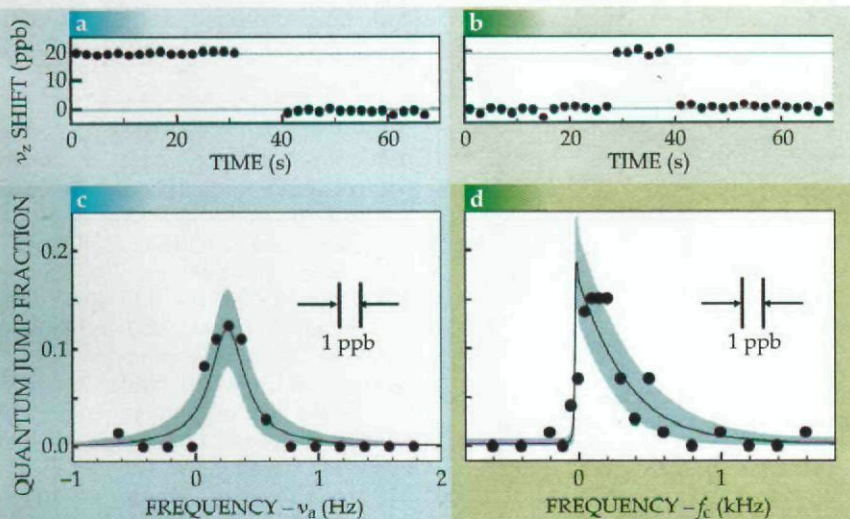 a
b
ν_z SHIFT (ppb)
20
10
0
0 20 40 60
TIME (s)
0 20 40 60
TIME (s)
c
d
QUANTUM JUMP FRACTION
0.2
0.1
0.0
1 ppb
1 ppb
−1 0 1 2
FREQUENCY – ν_a (Hz)
0 1
FREQUENCY – f_c (kHz)